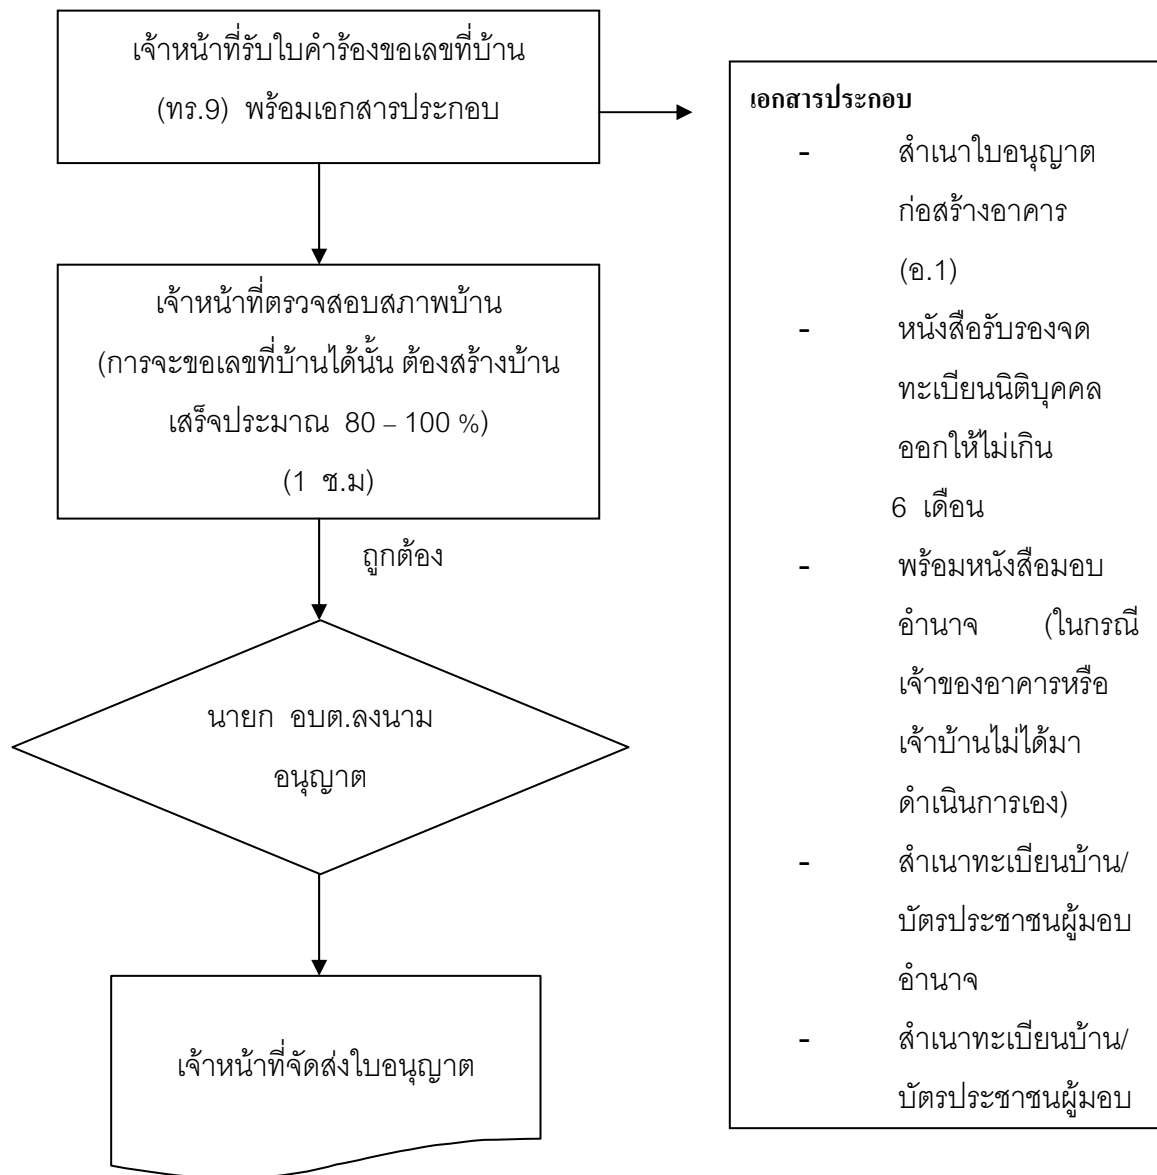 เจ้าหน้าที่รับใบคำร้องขอเลขที่บ้าน
(ทร.9) พร้อมเอกสารประกอบ
เจ้าหน้าที่ตรวจสอบสภาพบ้าน
(การจะขอเลขที่บ้านได้นั้น ต้องสร้างบ้าน
เสร็จประมาณ 80 – 100 %)
(1 ช.ม)
ถูกต้อง
นายก อบต.ลงนาม
อนุญาต
เจ้าหน้าที่จัดส่งใบอนุญาต
เอกสารประกอบ
- สำเนาใบอนุญาต
ก่อสร้างอาคาร
(อ.1)
- หนังสือรับรองจด
ทะเบียนนิติบุคคล
ออกให้ไม่เกิน
6 เดือน
- พร้อมหนังสือมอบ
อำนาจ (ในกรณี
เจ้าของอาคารหรือ
เจ้าบ้านไม่ได้มา
ดำเนินการเอง)
- สำเนาทะเบียนบ้าน/
บัตรประชาชนผู้มอบ
อำนาจ
- สำเนาทะเบียนบ้าน/
บัตรประชาชนผู้มอบ